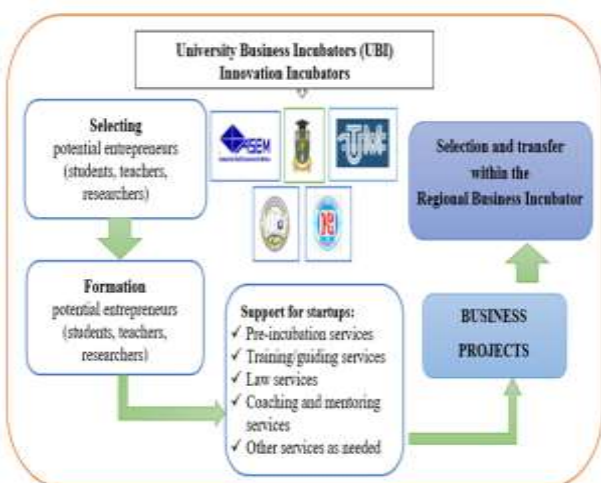 University Business Incubators (UBI)
Innovation Incubators
Selecting
potential entrepreneurs
(students, teachers,
researchers)
ASEM
Selection and transfer
within the
Regional Business Incubator
Formation
potential entrepreneurs
(students, teachers,
researchers)
Support for startups:
✓ Pre-incubation services
✓ Training/guiding services
✓ Law services
✓ Coaching and mentoring
services
✓ Other services as needed
BUSINESS
PROJECTS